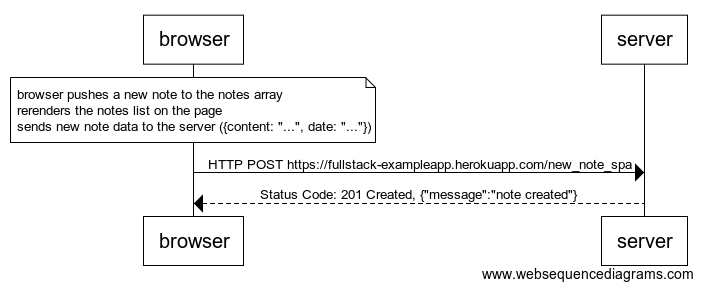 browser
server
browser pushes a new note to the notes array
rerenders the notes list on the page
sends new note data to the server ({content: "...", date: "..."})
HTTP POST https://fullstack-exampleapp.herokuapp.com/new_note_spa
Status Code: 201 Created, {"message":"note created"}
browser
server
www.websequencediagrams.com